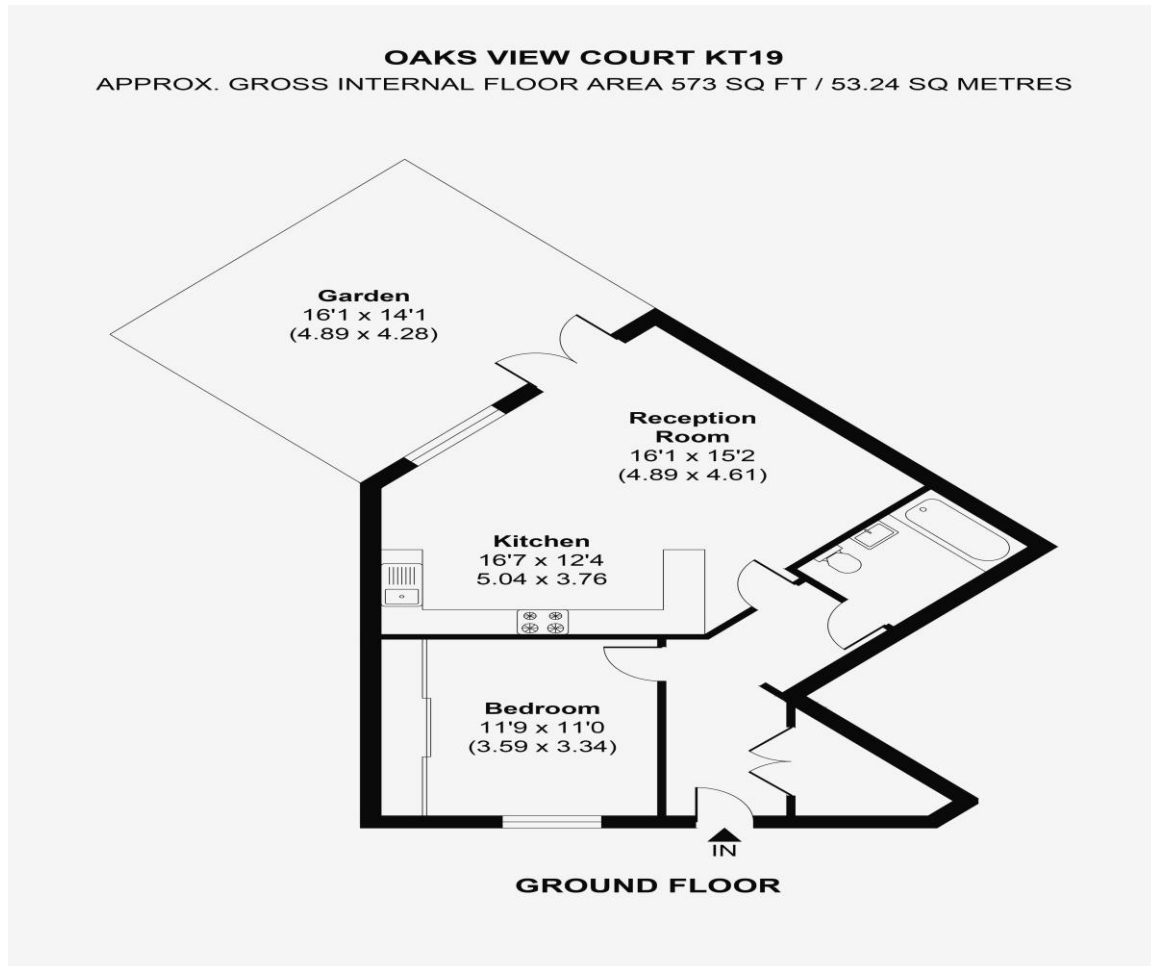 OAKS VIEW COURT KT19
APPROX. GROSS INTERNAL FLOOR AREA 573 SQ FT / 53.24 SQ METRES
Garden
16'1 x 14'1
(4.89 x 4.28)
Reception
Room
16'1 x 15'2
(4.89 x 4.61)
Kitchen
16'7 x 12'4
5.04 x 3.76
Bedroom
11'9 x 11'0
(3.59 x 3.34)
IN
GROUND FLOOR